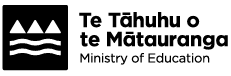 Te Tāhuhu o
te Mātauranga
Ministry of Education